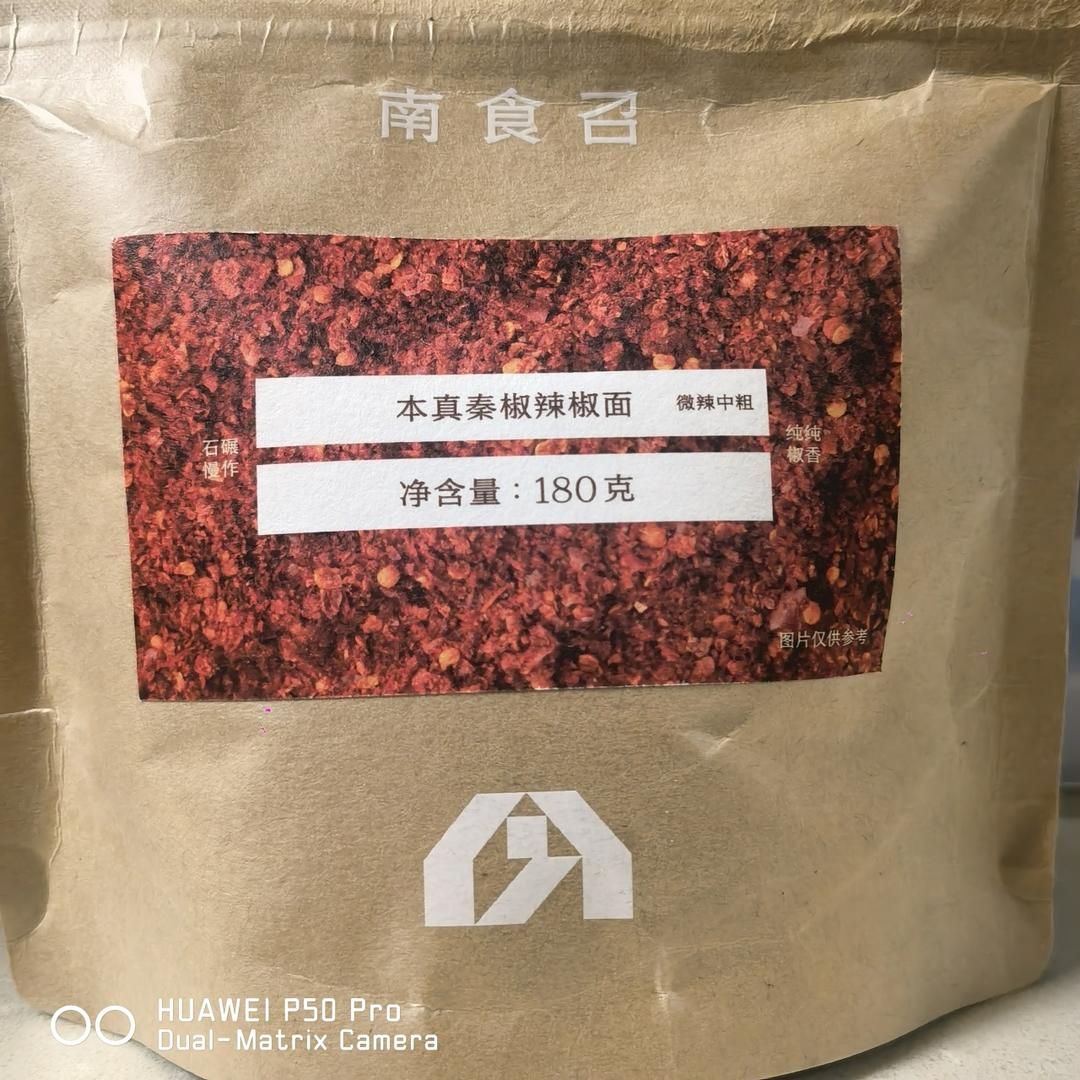 南食召
本真秦椒辣椒面 微辣中粗
石碾
慢作
纯纯
椒香
净含量：180克
图片仅供参考
HUAWEI P50 Pro
Dual-Matrix Camera